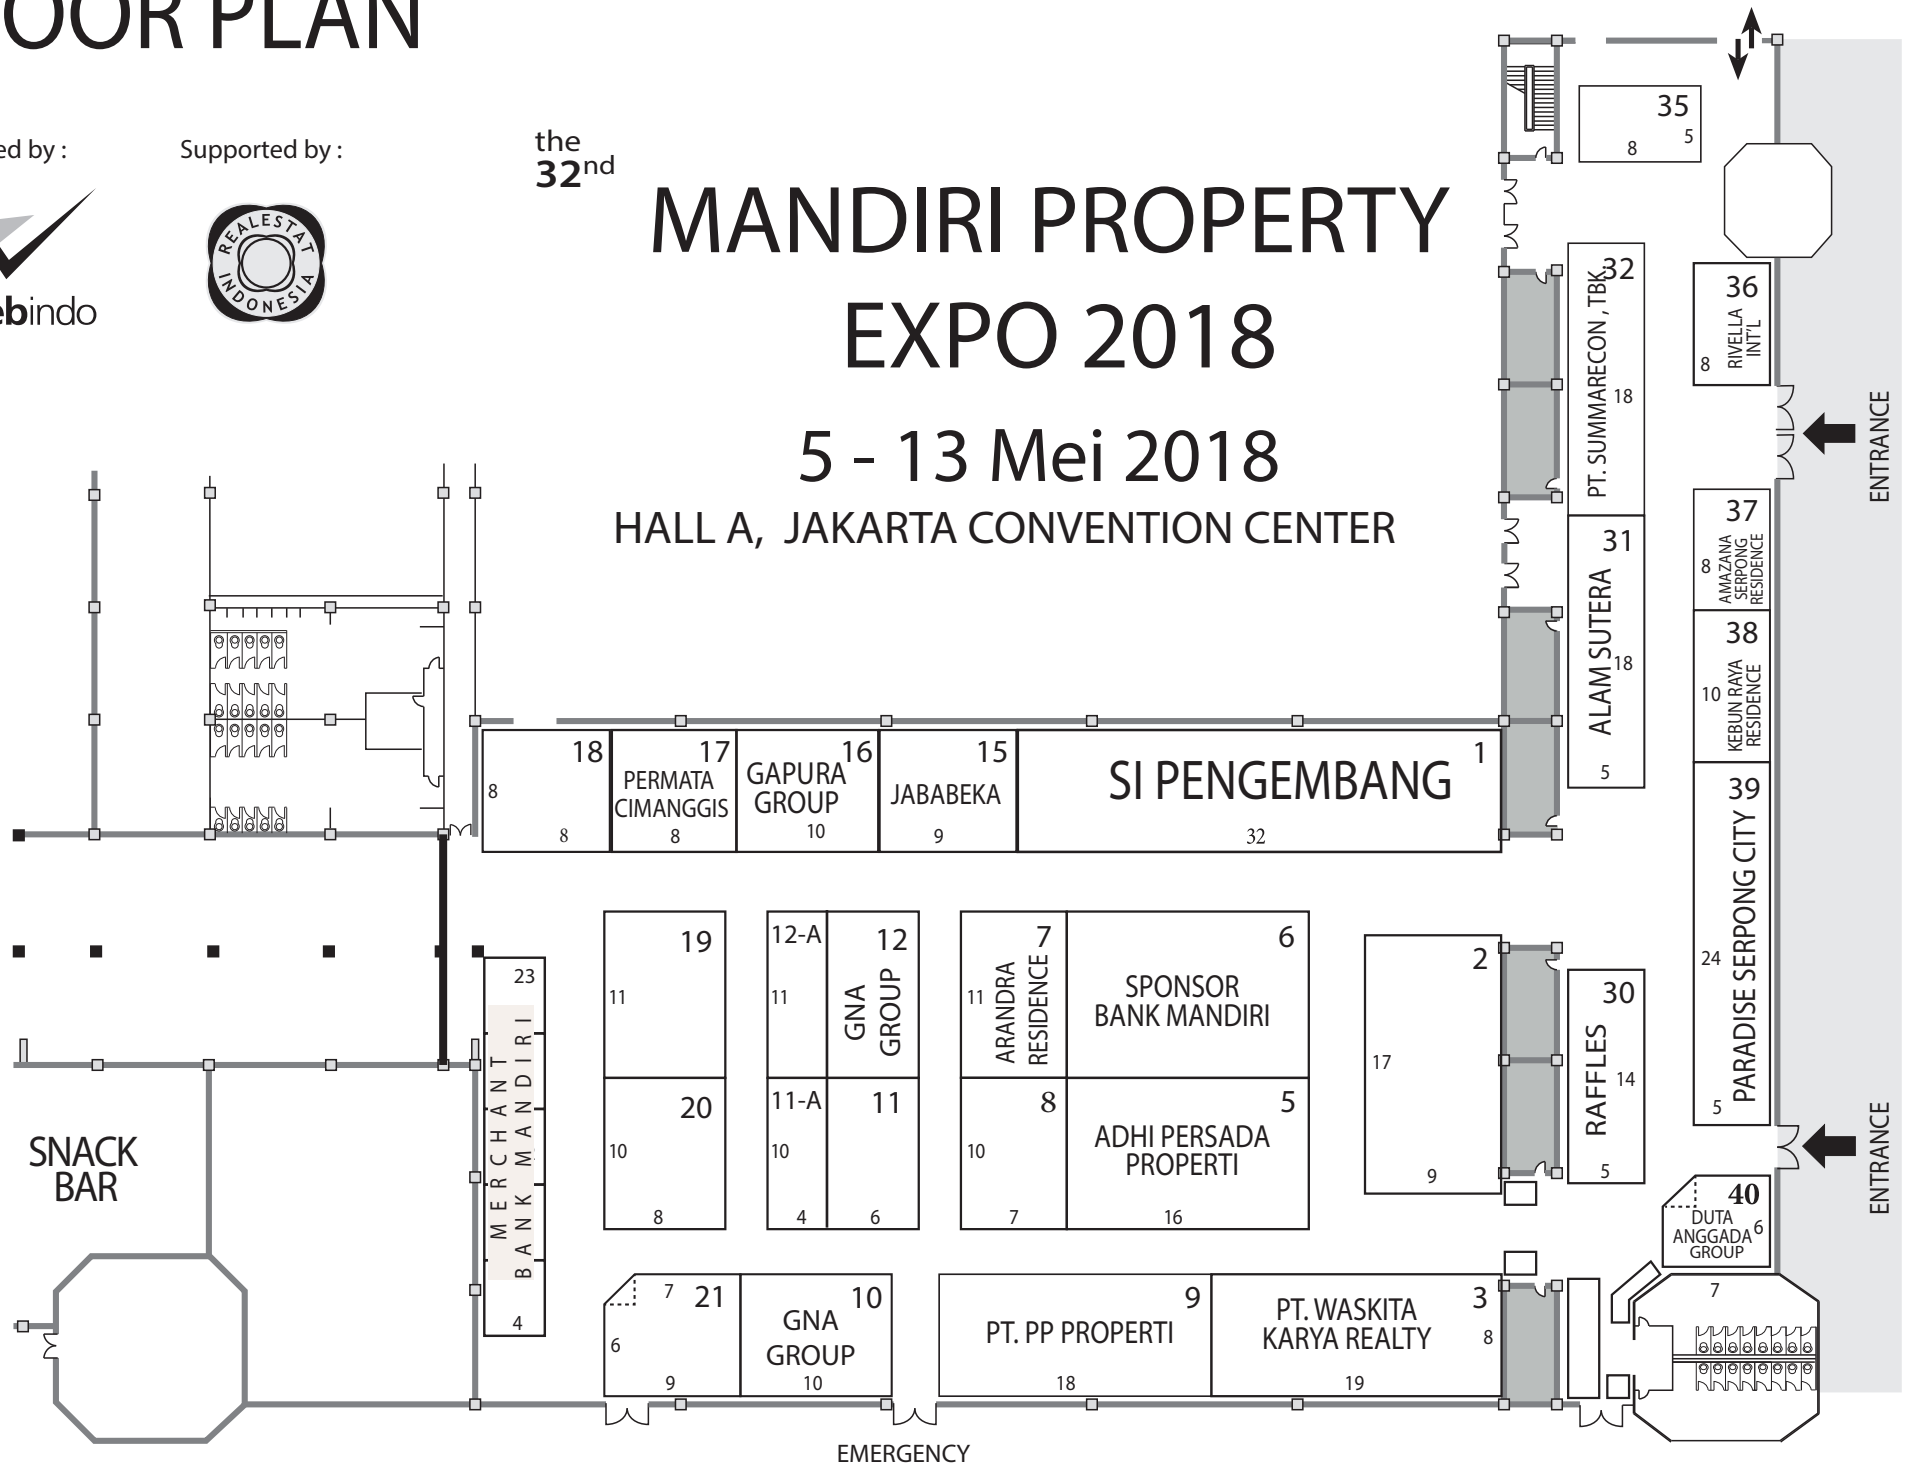 OOR PLAN
ed by :
Supported by :
ebindo
REALESTAT
INDONESIA
the
32nd
MANDIRI PROPERTY
EXPO 2018
5 - 13 Mei 2018
HALL A, JAKARTA CONVENTION CENTER
35
5
8
32
PT. SUMMARECON , TBK
18
36
RIVELLA
INT'L
8
ENTRANCE
31
ALAM SUTERA
18
5
37
AMAZANA
SERPONG
RESIDENCE
8
38
KEBUN RAYA
RESIDENCE
10
39
PARADISE SERPONG CITY
24
5
18
8
8
17
PERMATA
CIMANGGIS
8
16
GAPURA
GROUP
10
15
JABABEKA
9
1
SI PENGEMBANG
32
19
11
12-A
11
12
GNA
GROUP
7
ARANDRA
RESIDENCE
11
6
SPONSOR
BANK MANDIRI
2
17
9
30
RAFFLES
14
5
23
MERCHANT
BANK MANDIRI
4
20
10
8
11-A
10
4
11
6
8
10
7
5
ADHI PERSADA
PROPERTI
16
ENTRANCE
SNACK
BAR
40
DUTA
ANGGADA
GROUP
6
7
21
7
6
9
10
GNA
GROUP
10
9
PT. PP PROPERTI
18
3
PT. WASKITA
KARYA REALTY
8
19
EMERGENCY